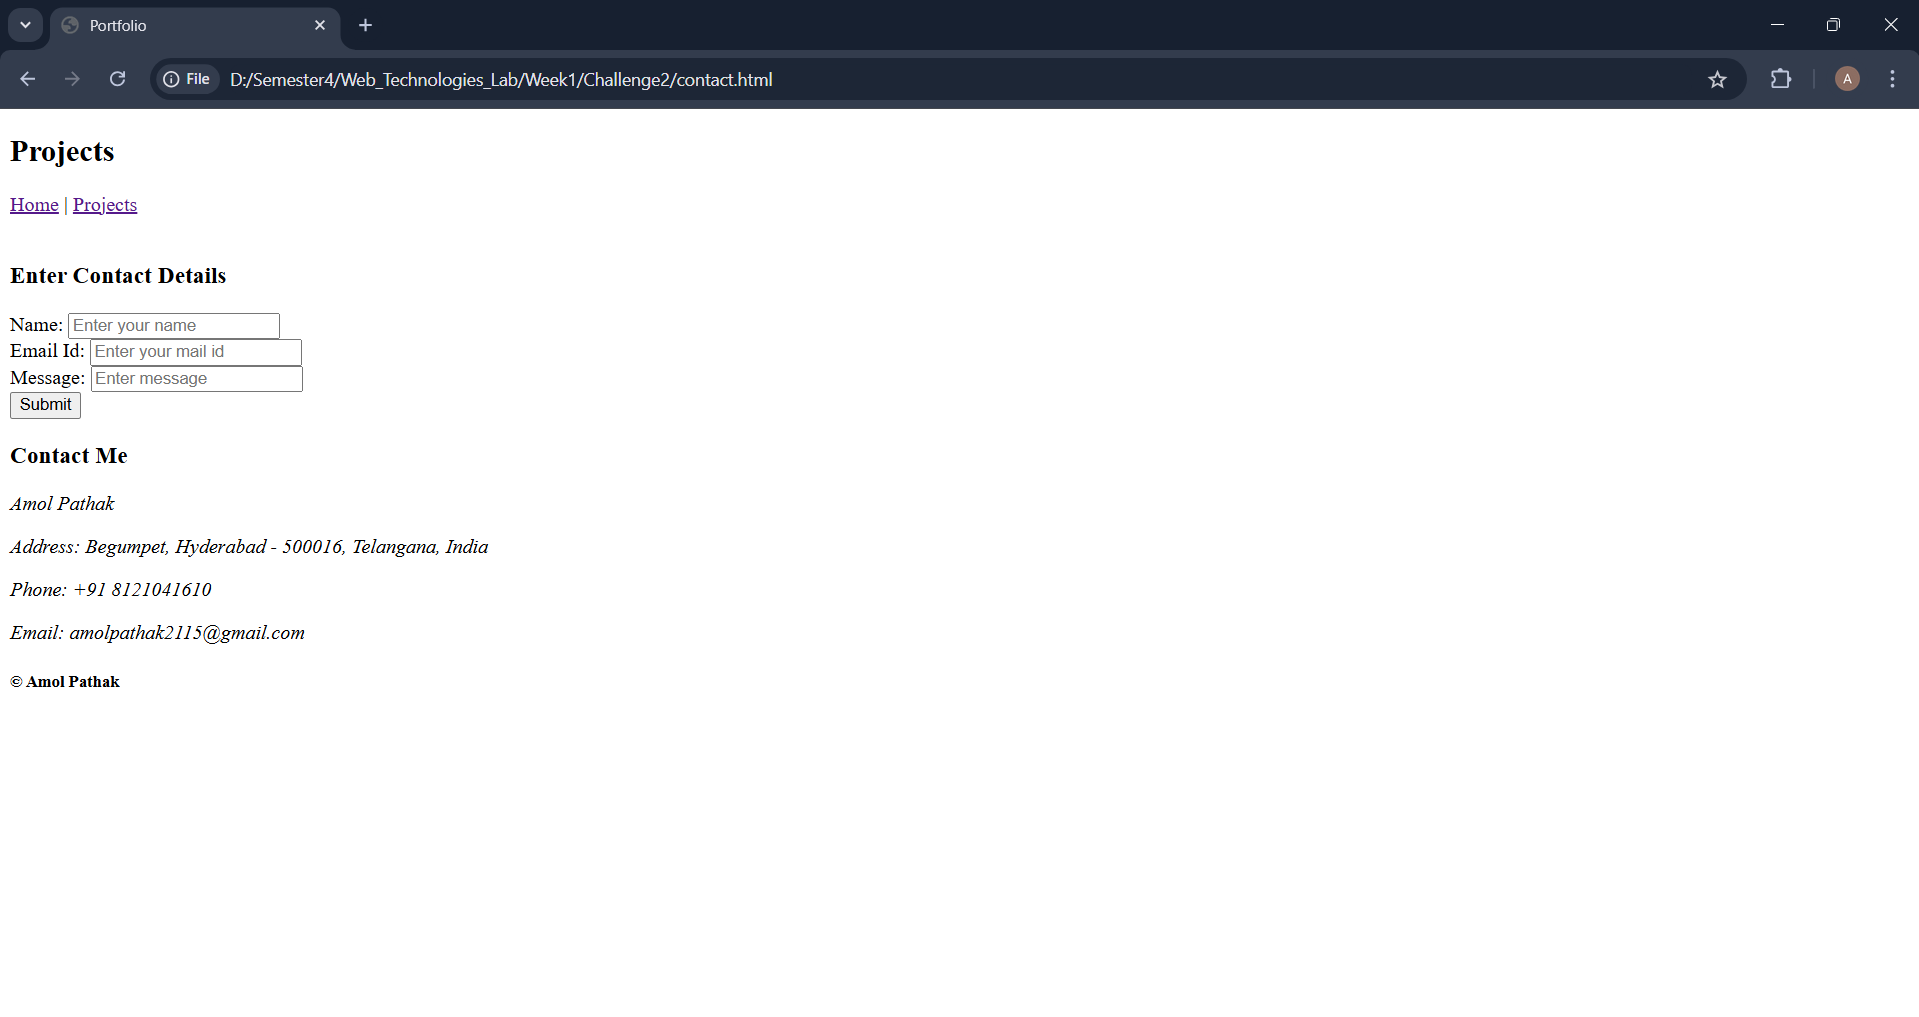 Portfolio
File D:/Semester4/Web_Technologies_Lab/Week1/Challenge2/contact.html
A
Projects
Home | Projects
Enter Contact Details
Name: Enter your name
Email Id: Enter your mail id
Message: Enter message
Submit
Contact Me
Amol Pathak
Address: Begumpet, Hyderabad - 500016, Telangana, India
Phone: +91 8121041610
Email: amolpathak2115@gmail.com
© Amol Pathak